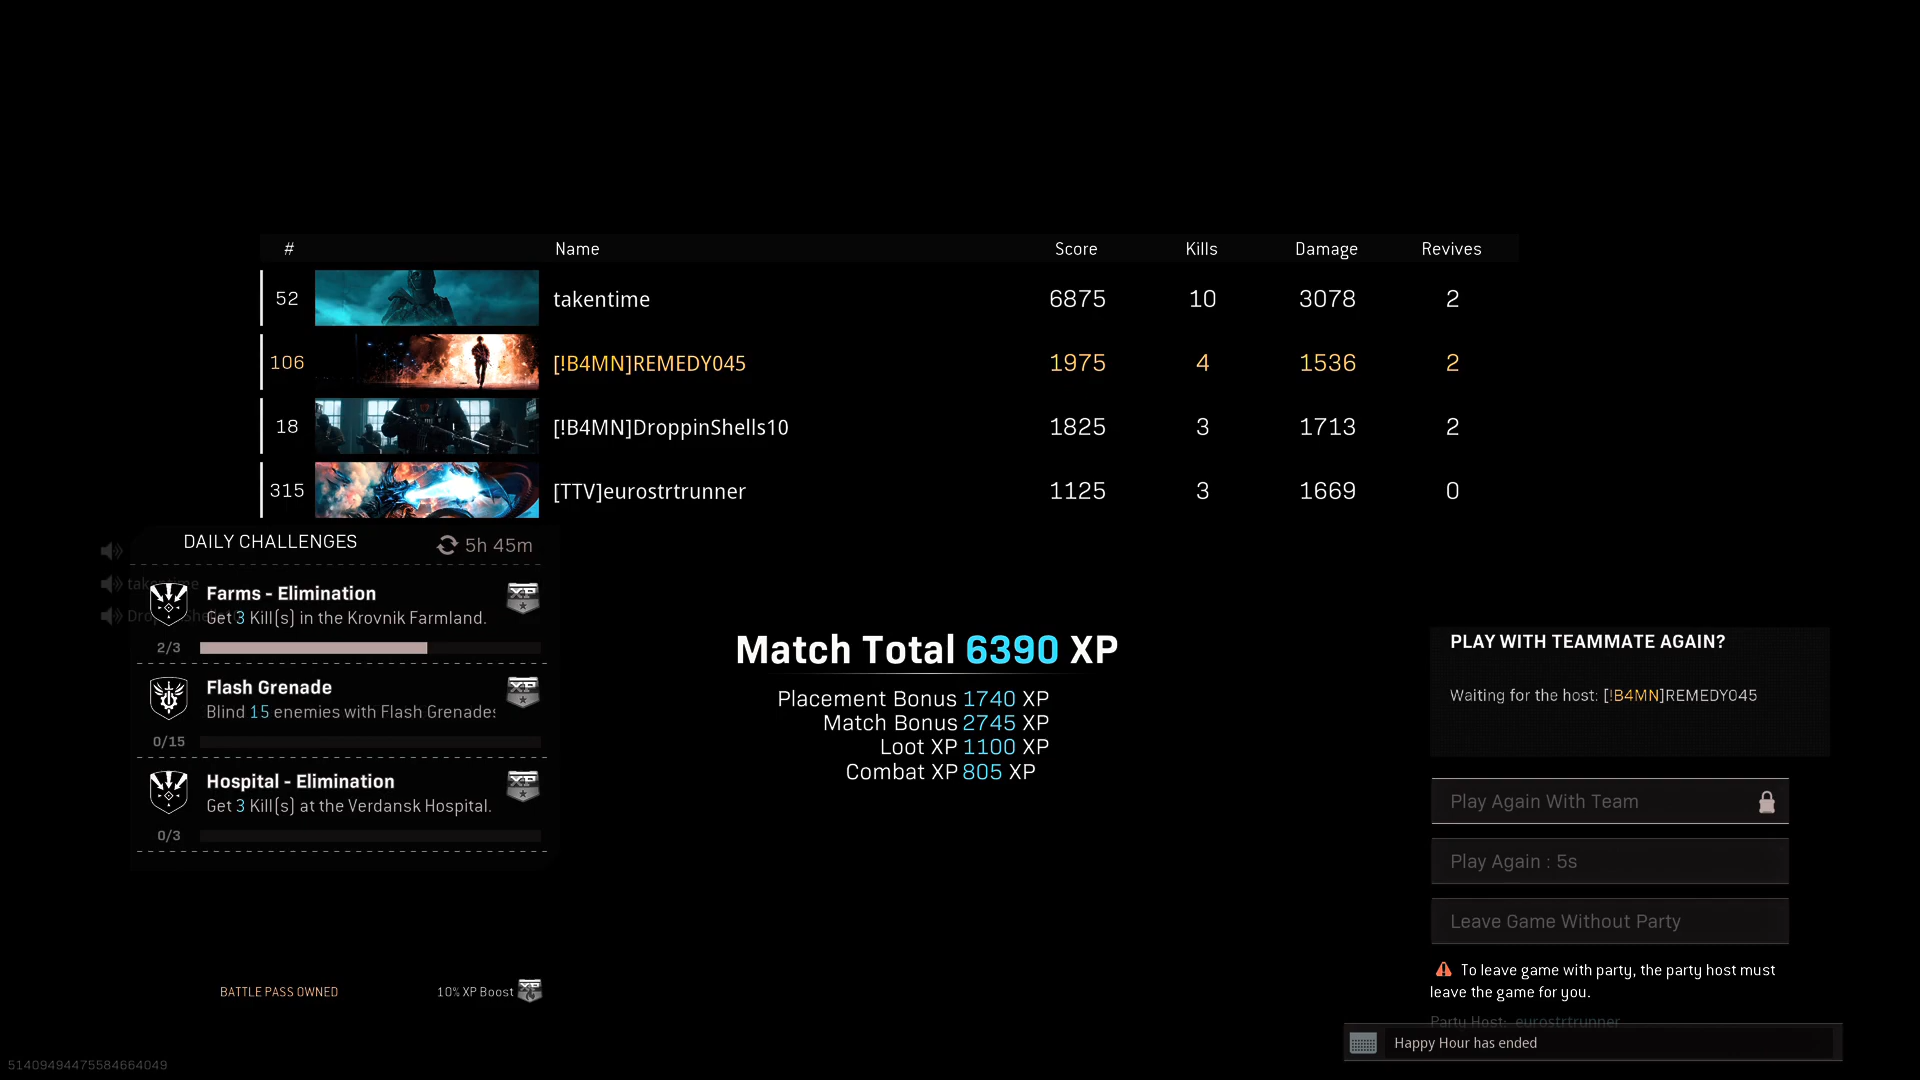 # Name Score Kills Damage Revives
52 takentime 6875 10 3078 2
106 [!B4MN]REMEDY045 1975 4 1536 2
18 [!B4MN]DroppinShells10 1825 3 1713 2
315 [TTV]eurostrtrunner 1125 3 1669 0
DAILY CHALLENGES 5h 45m
takentime
Farms - Elimination XP
Get 3 Kill(s) in the Krovnik Farmland.
2/3
Flash Grenade XP
Blind 15 enemies with Flash Grenades
0/15
Hospital - Elimination XP
Get 3 Kill(s) at the Verdansk Hospital.
0/3
BATTLE PASS OWNED 10% XP Boost XP
Match Total 6390 XP
Placement Bonus 1740 XP
Match Bonus 2745 XP
Loot XP 1100 XP
Combat XP 805 XP
PLAY WITH TEAMMATE AGAIN?
Waiting for the host: [!B4MN]REMEDY045
Play Again With Team
Play Again : 5s
Leave Game Without Party
To leave game with party, the party host must
leave the game for you.
Party Host: eurostrtrunner
Happy Hour has ended
51409494475584664049